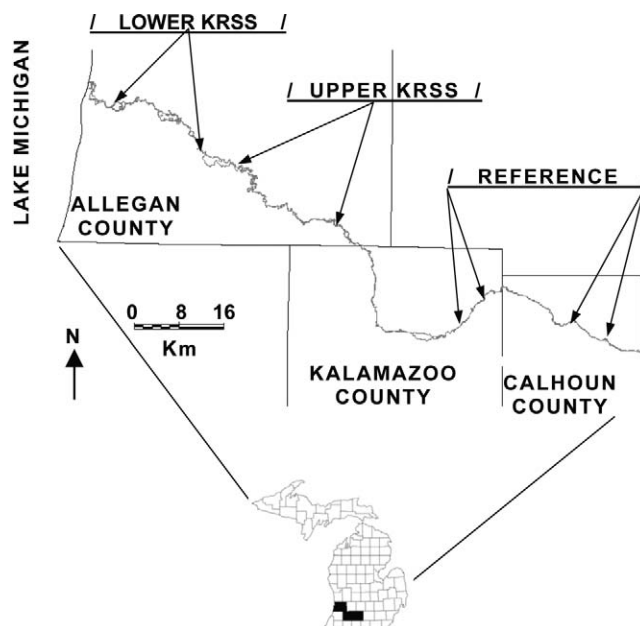 / LOWER KRSS /
/ UPPER KRSS /
/ REFERENCE /
LAKE MICHIGAN
ALLEGAN
COUNTY
0 8 16
Km
N
KALAMAZOO
COUNTY
CALHOUN
COUNTY